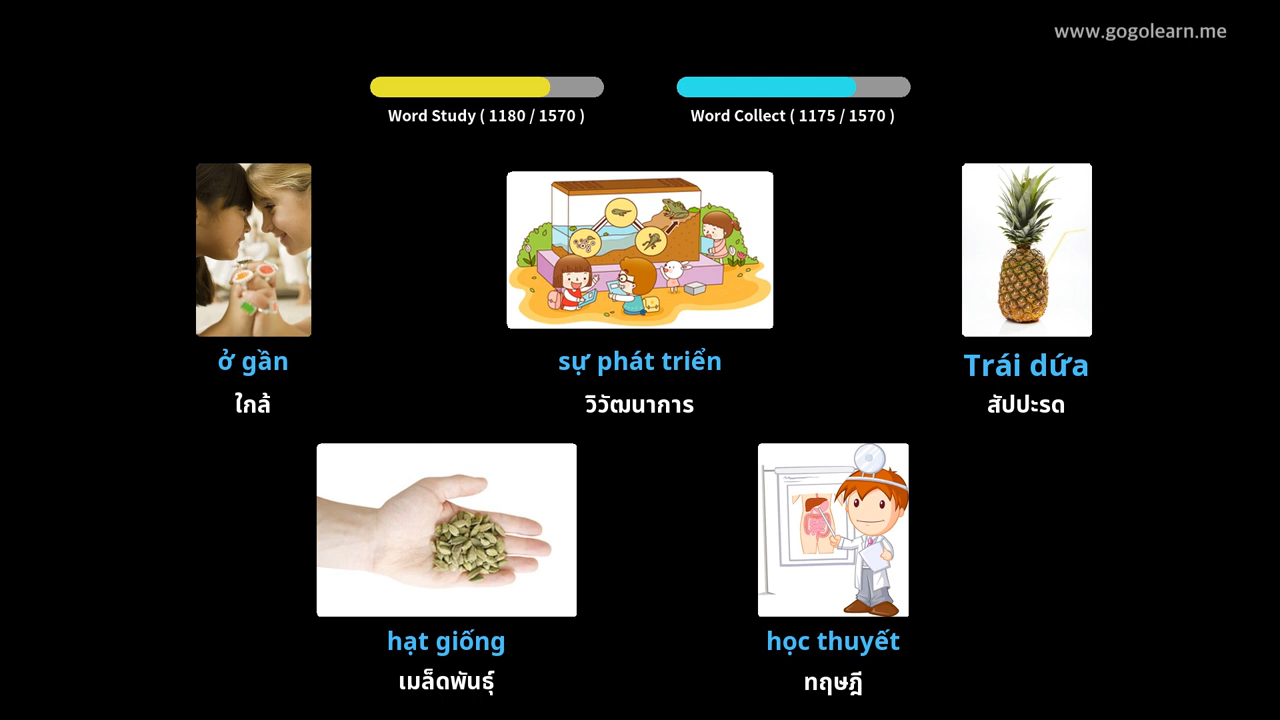 www.gogolearn.me
Word Study ( 1180 / 1570 )
Word Collect ( 1175 / 1570 )
ở gần
ใกล้
sự phát triển
วิวัฒนาการ
Trái dứa
สัปปะรด
hạt giống
เมล็ดพันธุ์
học thuyết
ทฤษฎี